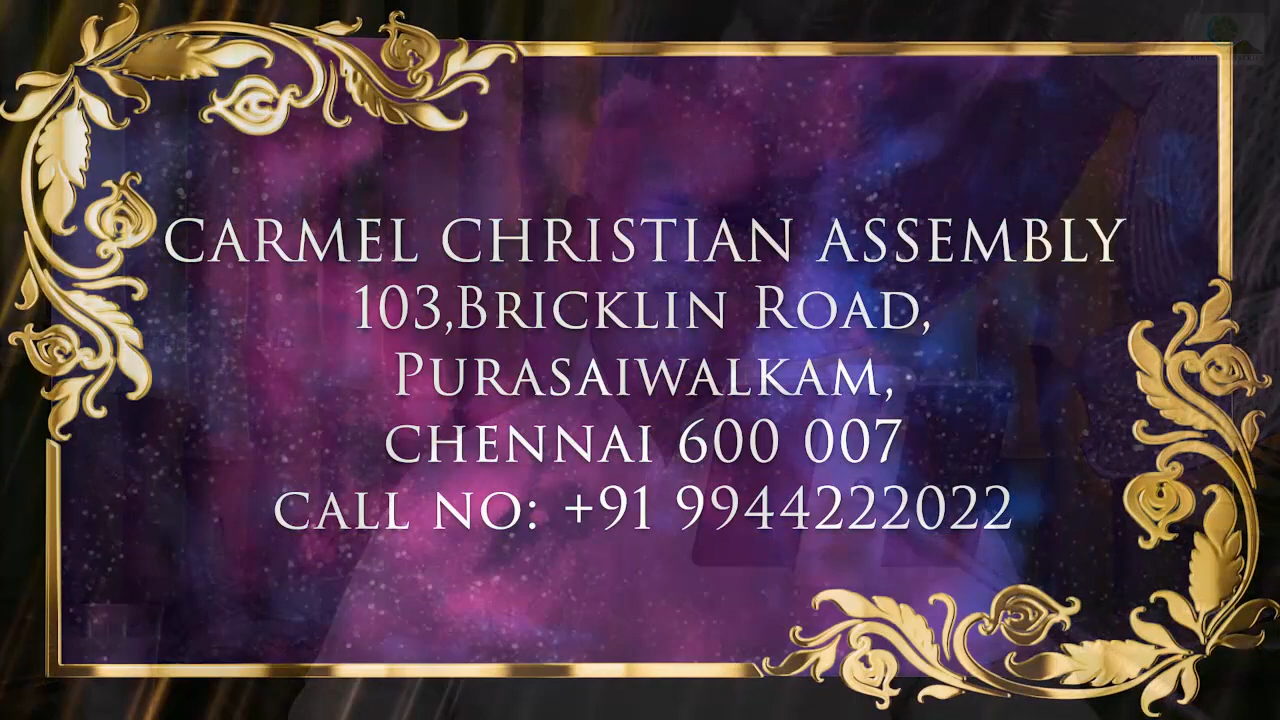 CARMEL CHRISTIAN ASSEMBLY
103,BRICKLIN ROAD,
PURASAIWALKAM,
CHENNAI 600 007
CALL NO: +91 9944222022